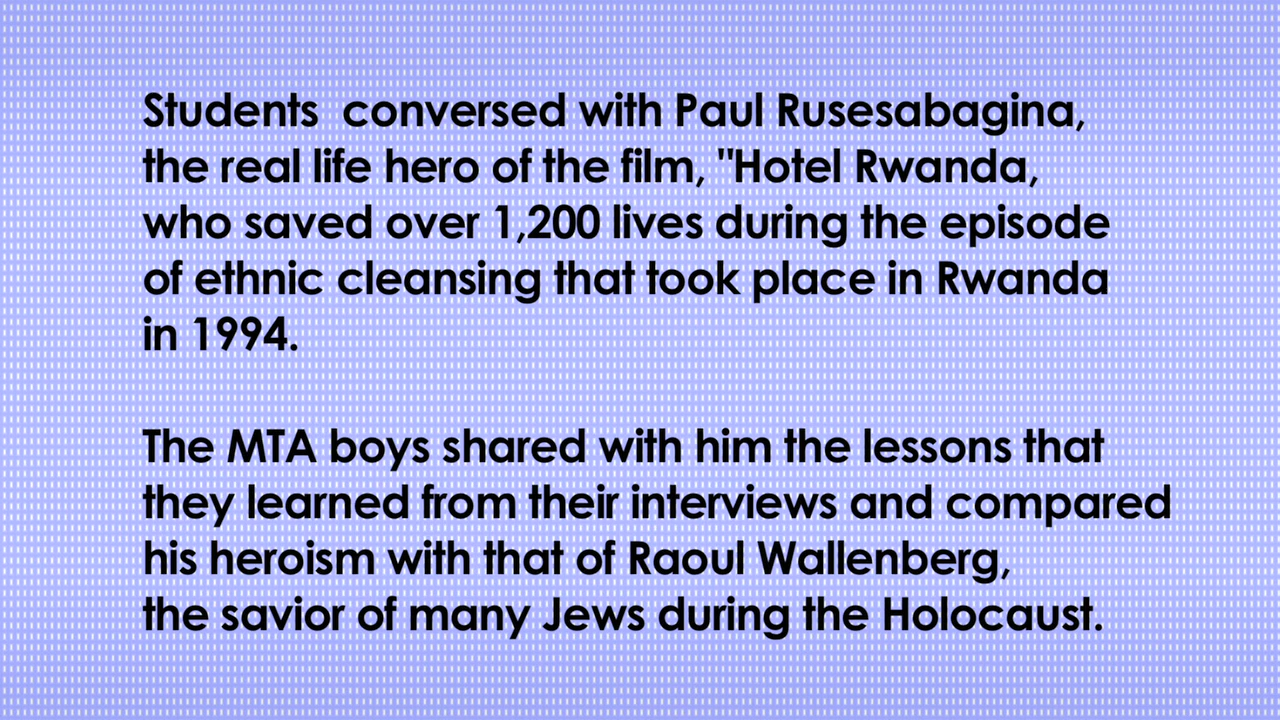 Students  conversed with Paul Rusesabagina,
the real life hero of the film, "Hotel Rwanda,
who saved over 1,200 lives during the episode
of ethnic cleansing that took place in Rwanda
in 1994.
The MTA boys shared with him the lessons that
they learned from their interviews and compared
his heroism with that of Raoul Wallenberg,
the savior of many Jews during the Holocaust.